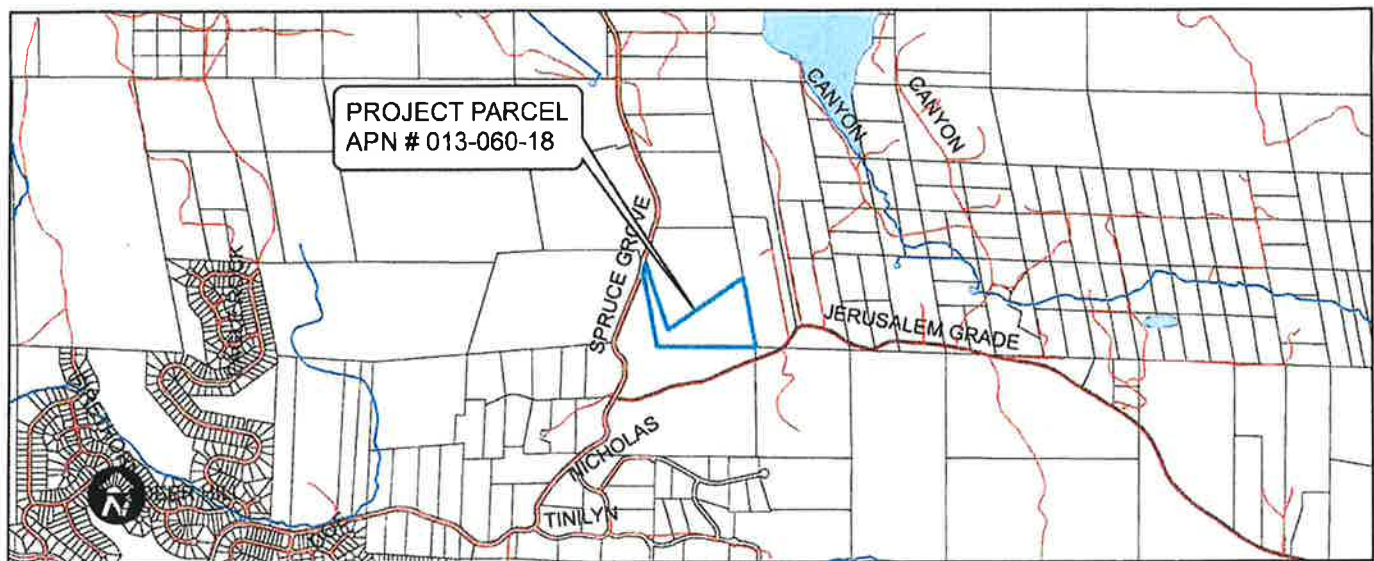 PROJECT PARCEL
APN # 013-060-18
CANYON
CANYON
SPRUCE GROVE
JERUSALEM GRADE
NICHOLAS
TINILYN